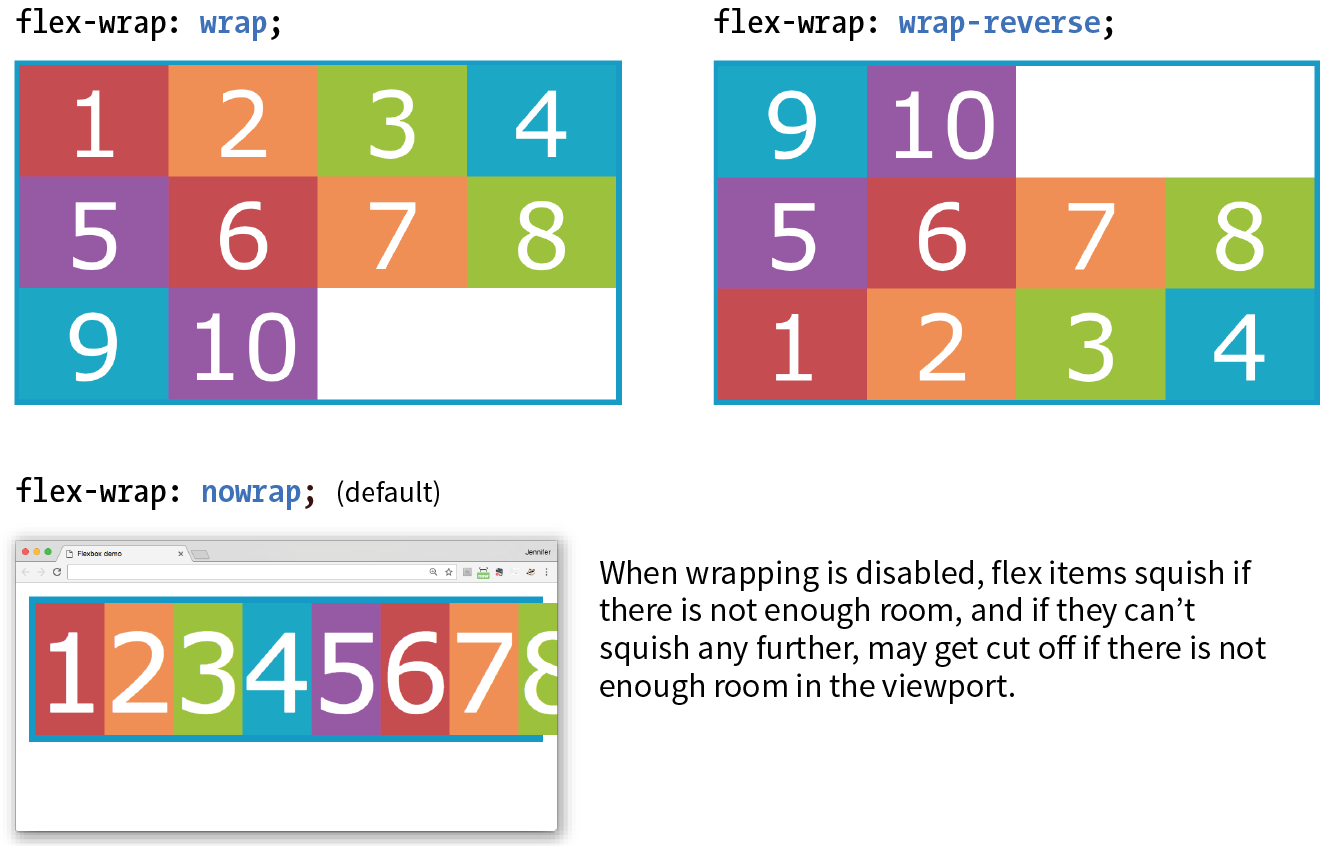 flex-wrap: wrap;
flex-wrap: wrap-reverse;
1 2 3 4
5 6 7 8
9 10
9 10
5 6 7 8
1 2 3 4
flex-wrap: nowrap; (default)
Flexbox demo
Jennifer
1 2 3 4 5 6 7 8
When wrapping is disabled, flex items squish if
there is not enough room, and if they can’t
squish any further, may get cut off if there is not
enough room in the viewport.